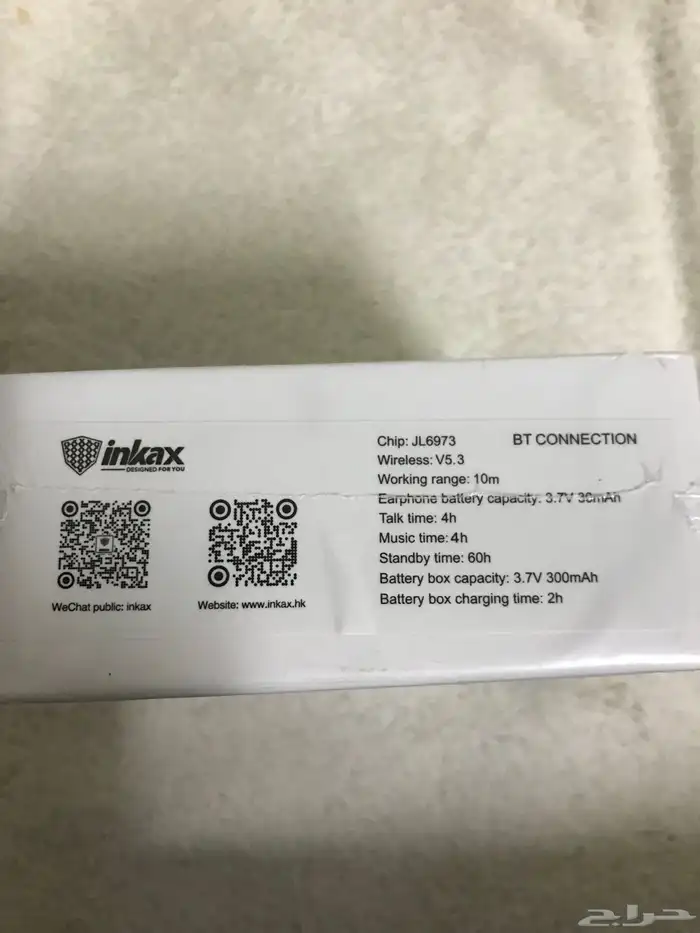 inkax
DESIGNED FOR YOU
WeChat public: inkax
Website: www.inkax.hk
Chip: JL6973
BT CONNECTION
Wireless: V5.3
Working range: 10m
Earphone battery capacity: 3.7V 30mAh
Talk time: 4h
Music time: 4h
Standby time: 60h
Battery box capacity: 3.7V 300mAh
Battery box charging time: 2h
حراج